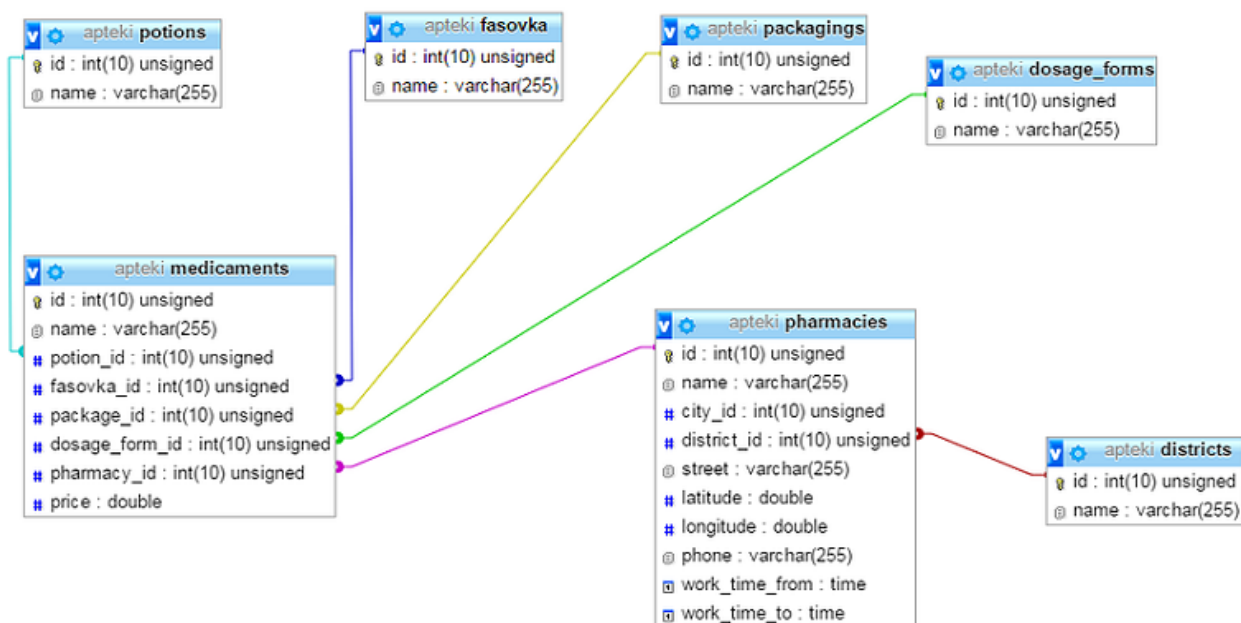 apteki potions
id : int(10) unsigned
name : varchar(255)
apteki fasovka
id : int(10) unsigned
name : varchar(255)
apteki packagings
id : int(10) unsigned
name : varchar(255)
apteki dosage_forms
id : int(10) unsigned
name : varchar(255)
apteki medicaments
id : int(10) unsigned
name : varchar(255)
potion_id : int(10) unsigned
fasovka_id : int(10) unsigned
package_id : int(10) unsigned
dosage_form_id : int(10) unsigned
pharmacy_id : int(10) unsigned
price : double
apteki pharmacies
id : int(10) unsigned
name : varchar(255)
city_id : int(10) unsigned
district_id : int(10) unsigned
street : varchar(255)
latitude : double
longitude : double
phone : varchar(255)
work_time_from : time
work_time_to : time
apteki districts
id : int(10) unsigned
name : varchar(255)